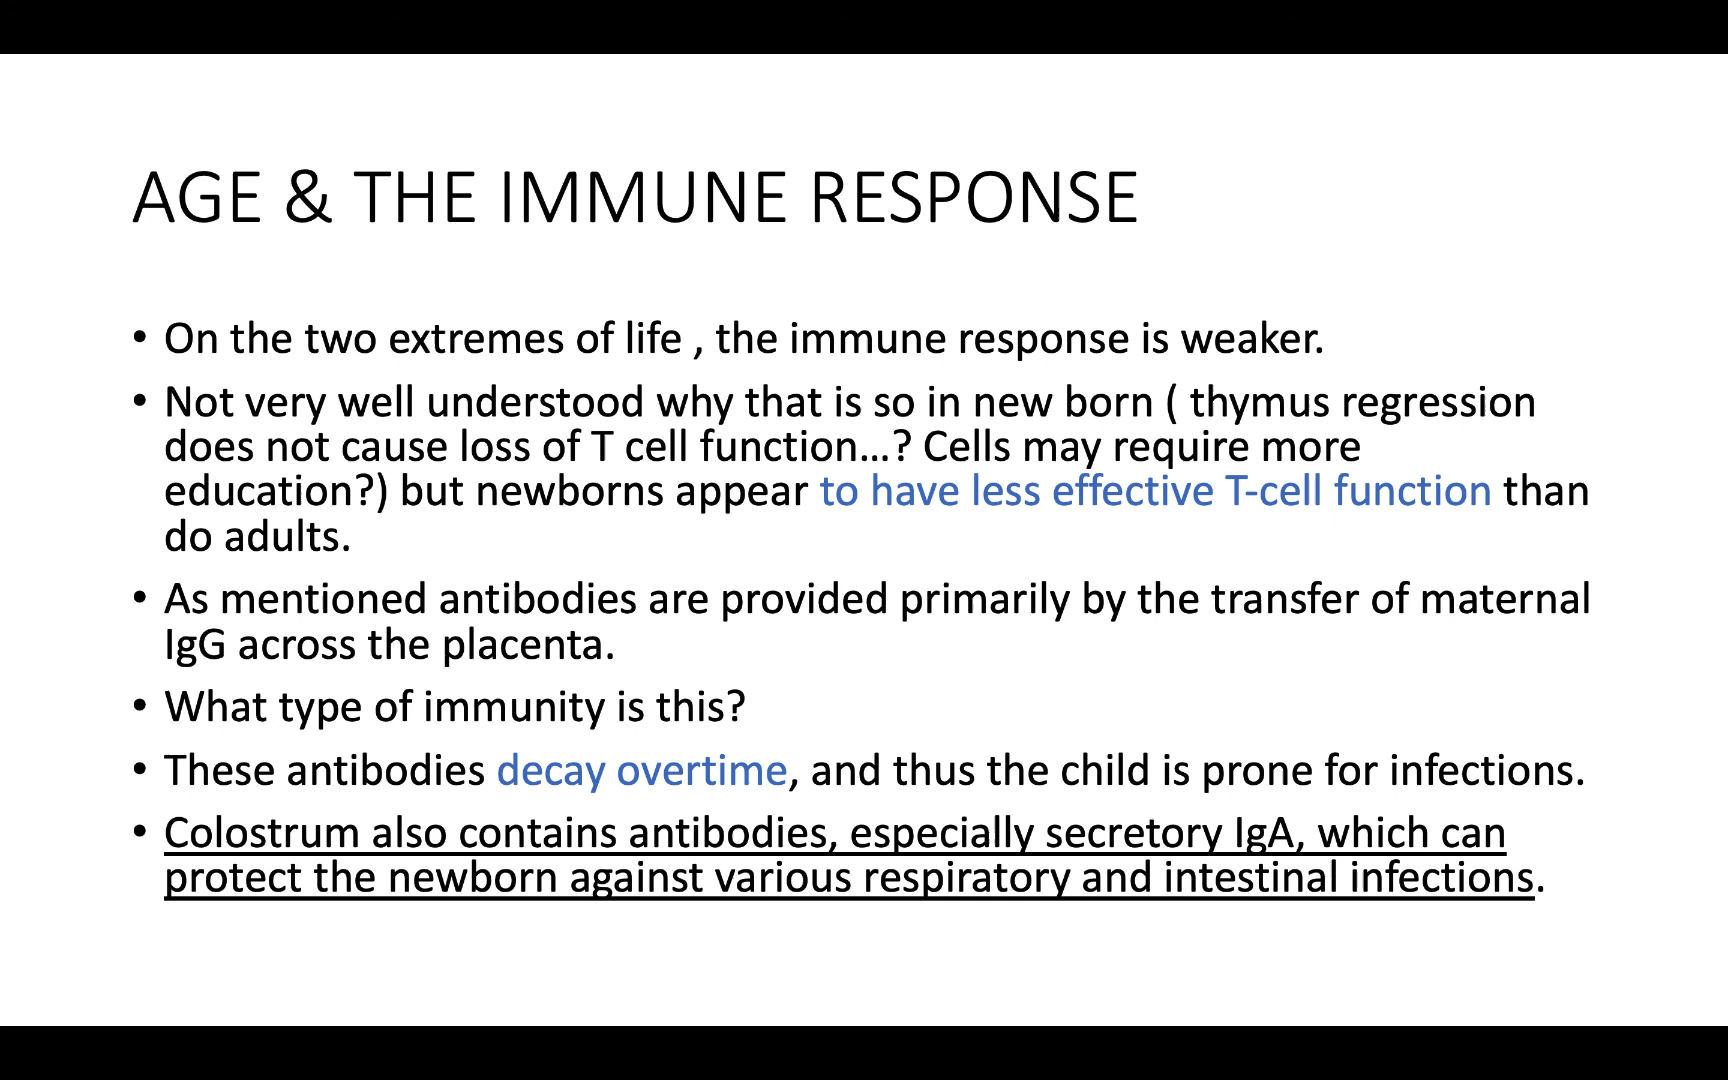 AGE & THE IMMUNE RESPONSE
• On the two extremes of life , the immune response is weaker.
• Not very well understood why that is so in new born ( thymus regression
does not cause loss of T cell function...? Cells may require more
education?) but newborns appear to have less effective T-cell function than
do adults.
• As mentioned antibodies are provided primarily by the transfer of maternal
IgG across the placenta.
• What type of immunity is this?
• These antibodies decay overtime, and thus the child is prone for infections.
• Colostrum also contains antibodies, especially secretory IgA, which can
protect the newborn against various respiratory and intestinal infections.